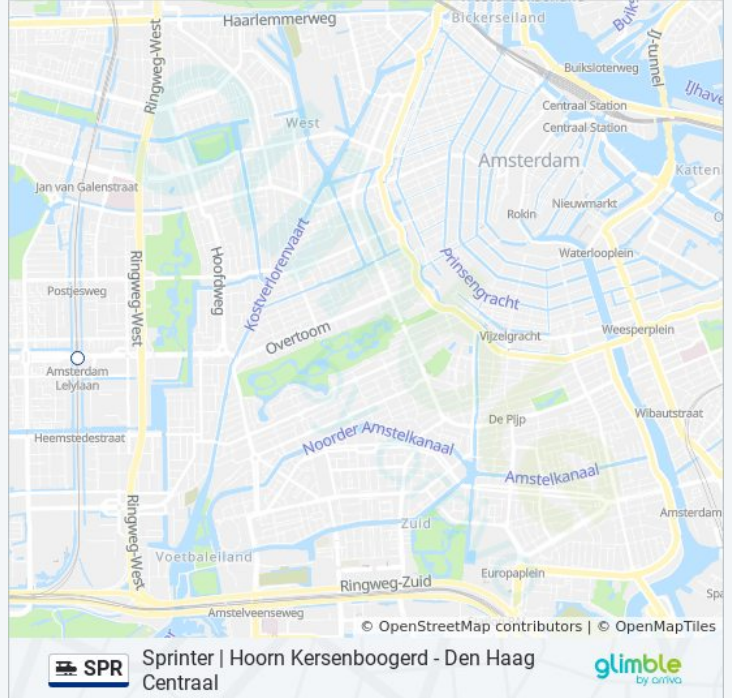 Haarlemmerweg
Bickerseiland
Ringweg-West
IJ-tunnel
Buiksloterweg
IJhave
Centraal Station
Centraal Station
West
Amsterdam
Katten
Jan van Galenstraat
Nieuwmarkt
Rokin
Kostverlorenvaart
Hoofdweg
Waterlooplein
Prinsengracht
Ringweg-West
Postjesweg
Overtoom
Vijzelgracht
Weesperplein
Amsterdam
Lelylaan
De Pijp
Wibautstraat
Heemstedestraat
Noorder Amstelkanaal
Amstelkanaal
Ringweg-West
Zuid
Amsterdam
Voetbaleiland
Ringweg-Zuid
Europaplein
Spa
Amstelveenseweg
© OpenStreetMap contributors | © OpenMapTiles
SPR
Sprinter | Hoorn Kersenboogerd - Den Haag
Centraal
glimble
by arriva